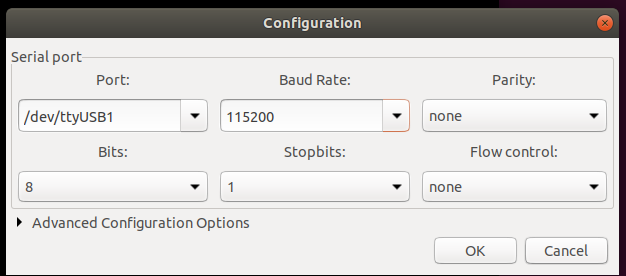 Configuration
Serial port
Port: Baud Rate: Parity:
/dev/ttyUSB1 115200 none
Bits: Stopbits: Flow control:
8 1 none
Advanced Configuration Options
OK Cancel